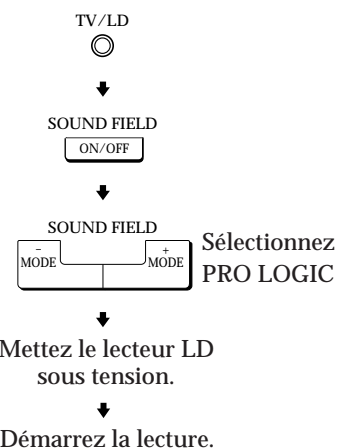 TV/LD
SOUND FIELD
ON/OFF
SOUND FIELD
– +
MODE MODE
Sélectionnez
PRO LOGIC
Mettez le lecteur LD
sous tension.
Démarrez la lecture.